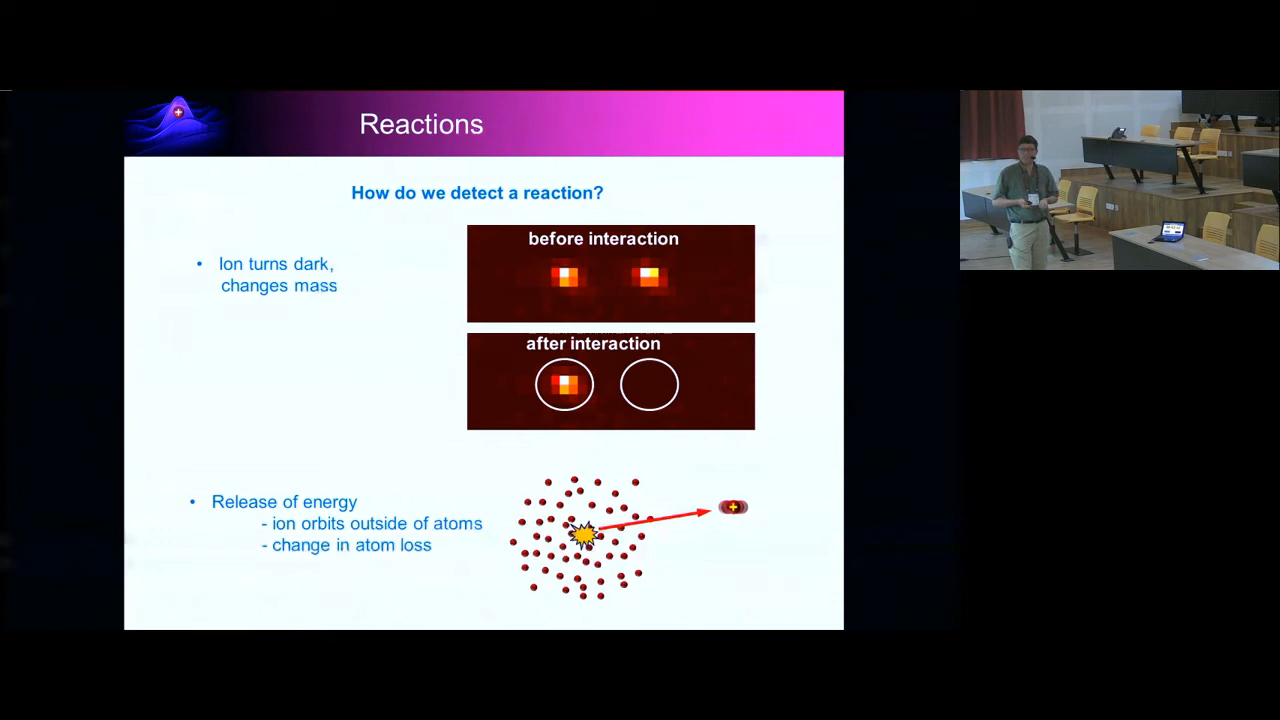 Reactions
How do we detect a reaction?
• Ion turns dark,
changes mass
before interaction
after interaction
• Release of energy
- ion orbits outside of atoms
- change in atom loss